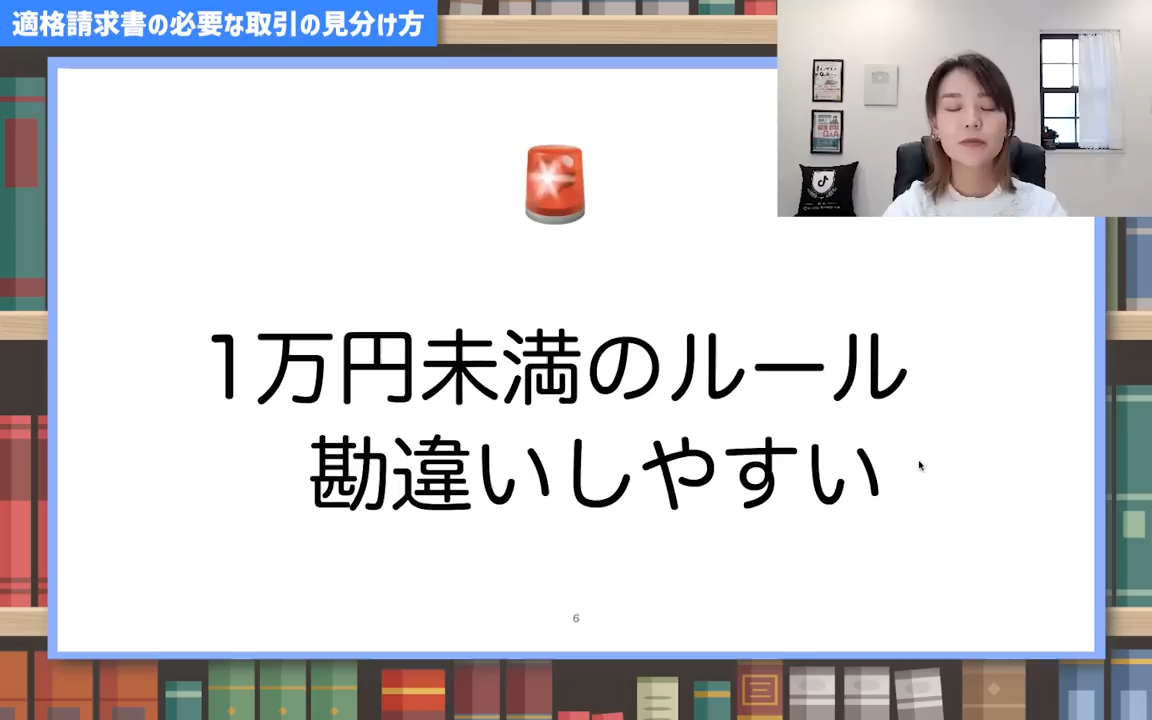 適格請求書の必要な取引の見分け方
1万円未満のルール
勘違いしやすい
6